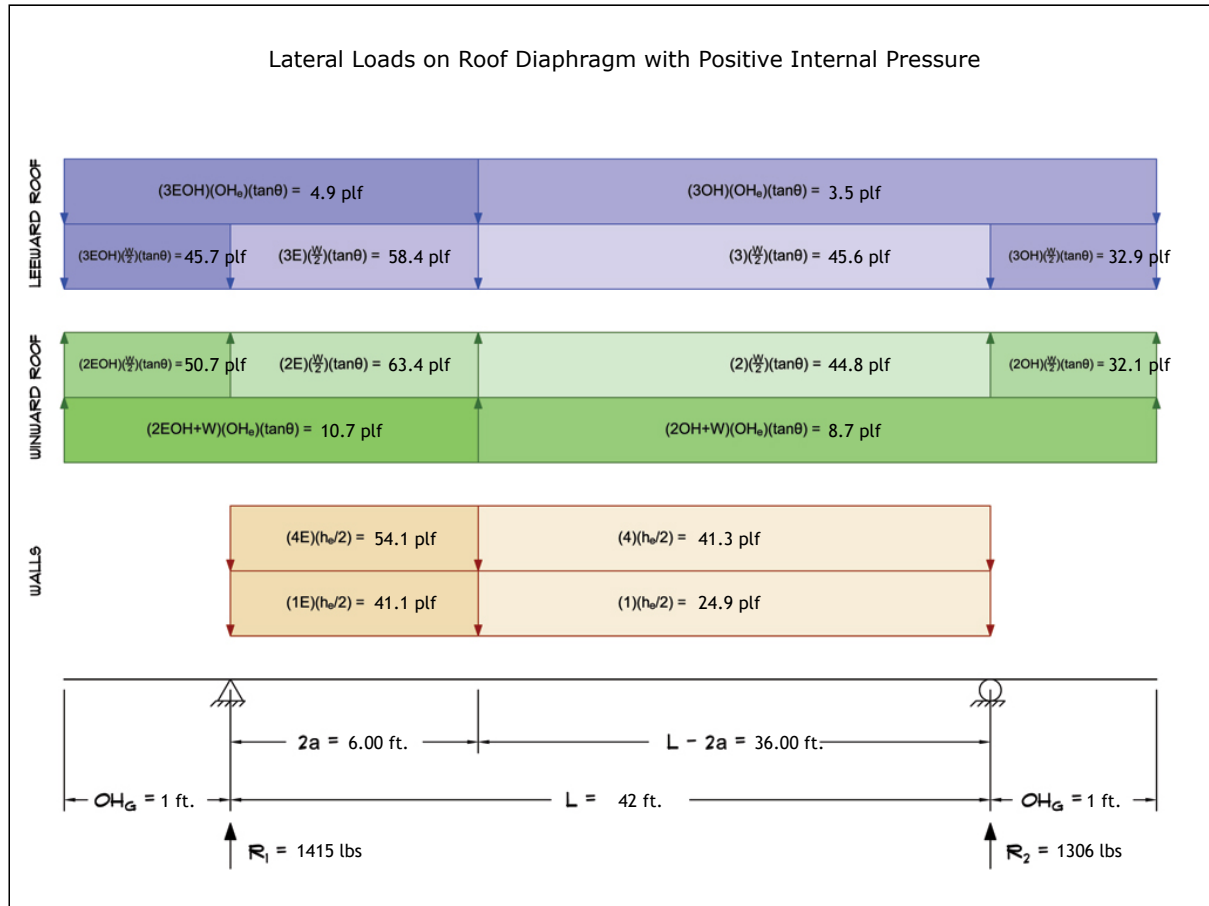 Lateral Loads on Roof Diaphragm with Positive Internal Pressure
LEEWARD ROOF
(3EOH)(OHₑ)(tanθ) = 4.9 plf
(3OH)(OHₑ)(tanθ) = 3.5 plf
(3EOH)(W/2)(tanθ) = 45.7 plf
(3E)(W/2)(tanθ) = 58.4 plf
(3)(W/2)(tanθ) = 45.6 plf
(3OH)(W/2)(tanθ) = 32.9 plf
WINWARD ROOF
(2EOH)(W/2)(tanθ) = 50.7 plf
(2E)(W/2)(tanθ) = 63.4 plf
(2)(W/2)(tanθ) = 44.8 plf
(2OH)(W/2)(tanθ) = 32.1 plf
(2EOH+W)(OHₑ)(tanθ) = 10.7 plf
(2OH+W)(OHₑ)(tanθ) = 8.7 plf
WALLS
(4E)(hₑ/2) = 54.1 plf
(4)(hₑ/2) = 41.3 plf
(1E)(hₑ/2) = 41.1 plf
(1)(hₑ/2) = 24.9 plf
2a = 6.00 ft.
L - 2a = 36.00 ft.
OH_G = 1 ft.
L = 42 ft.
OH_G = 1 ft.
R₁ = 1415 lbs
R₂ = 1306 lbs